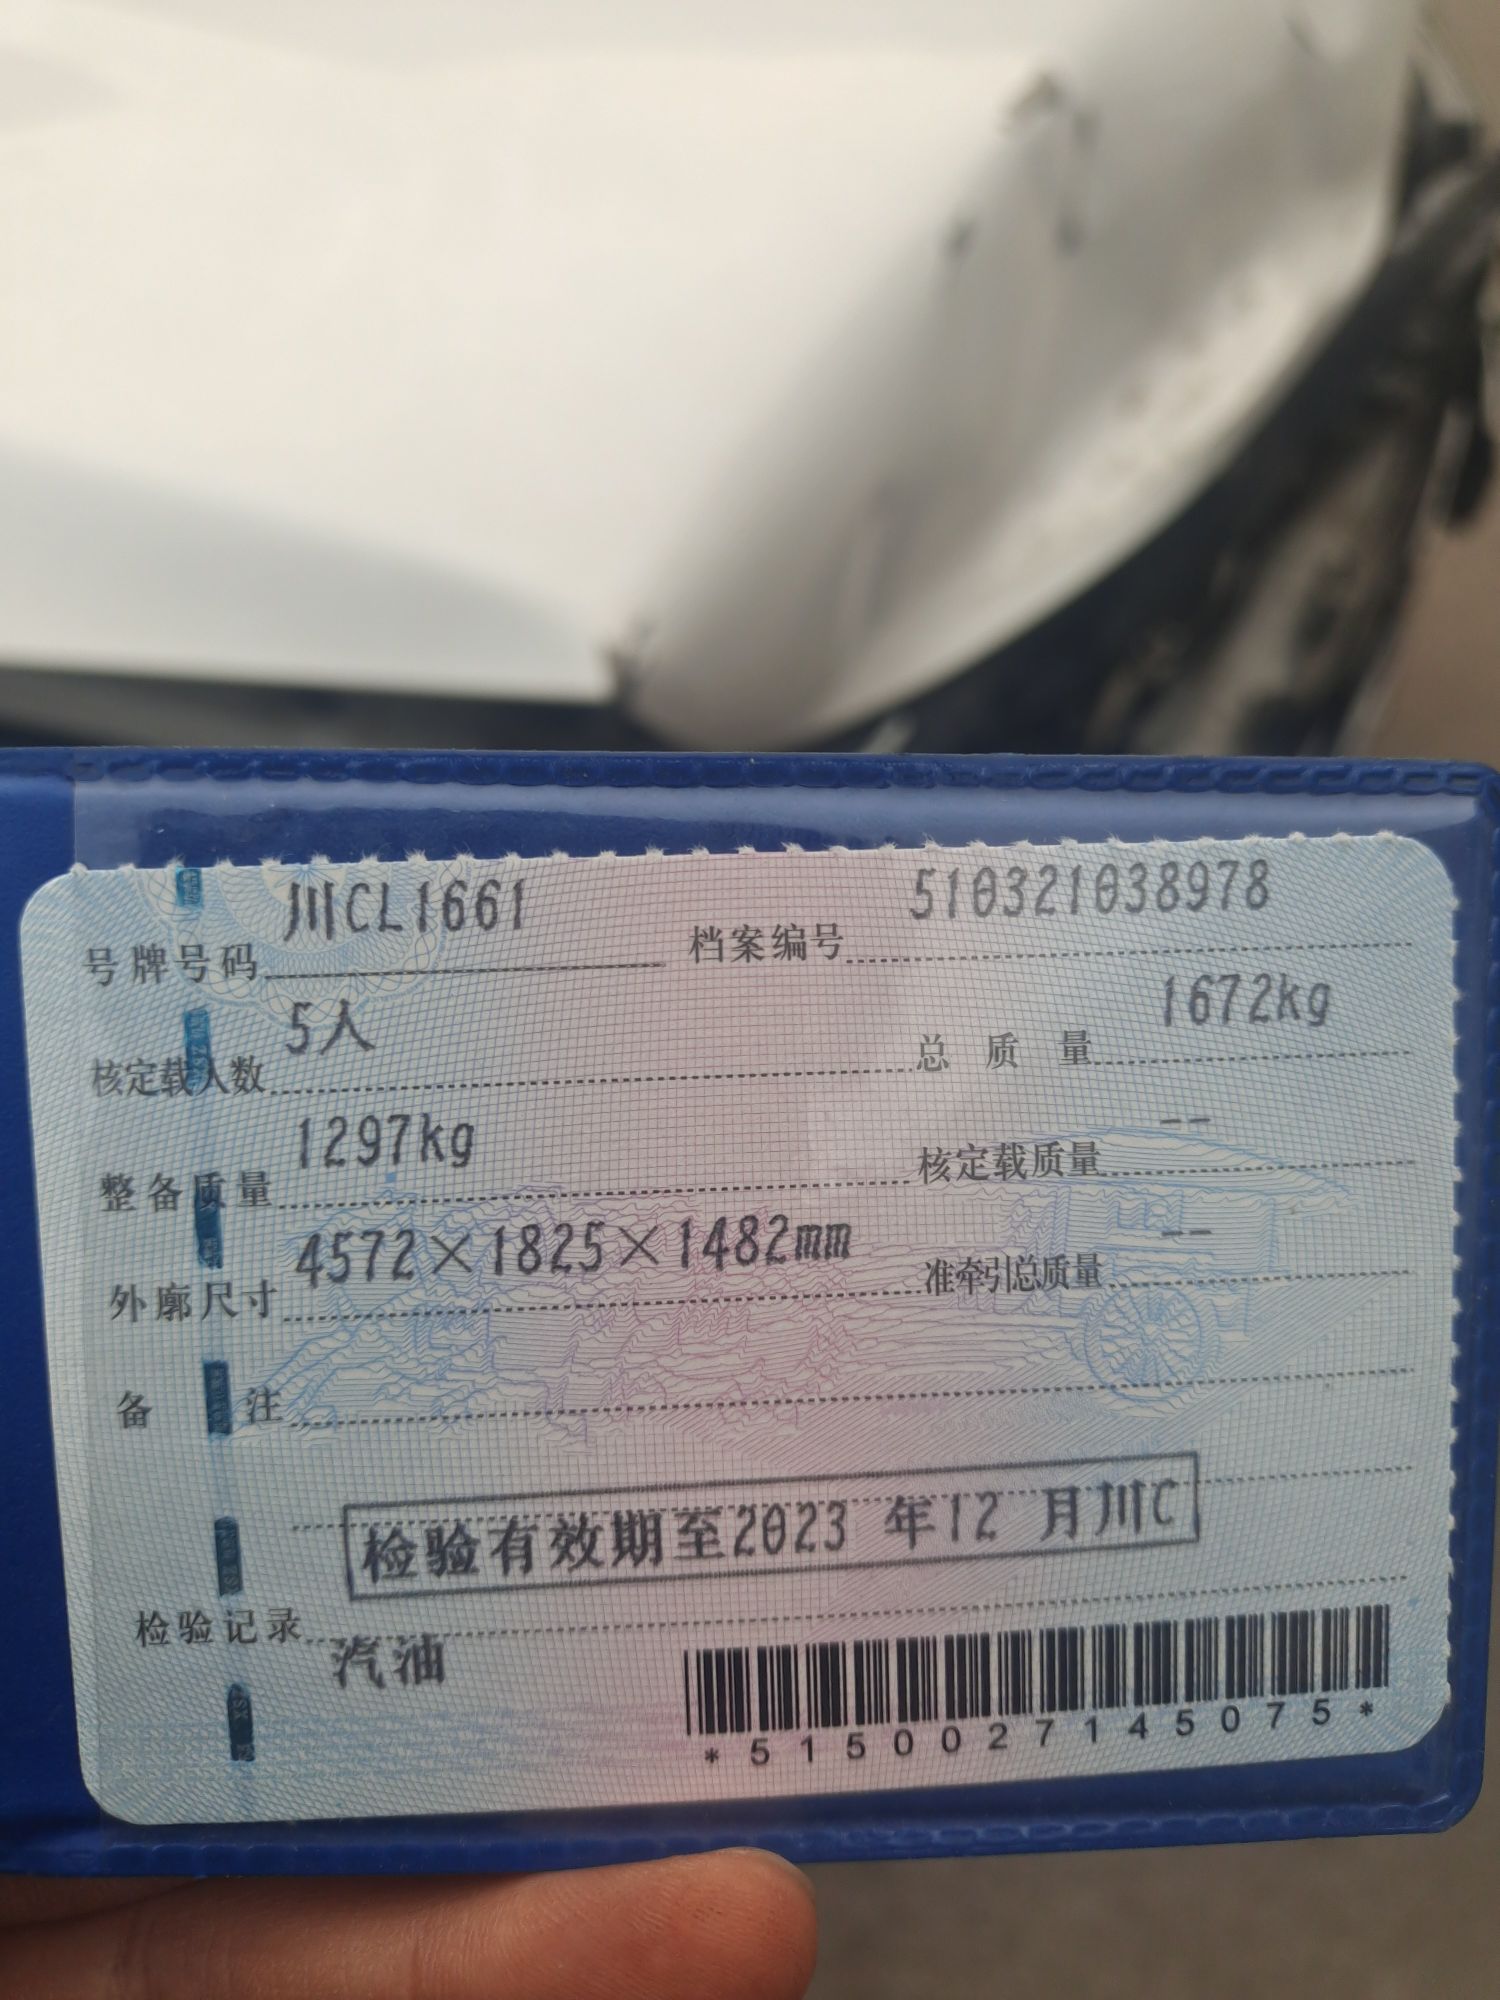 号牌号码 川CL1661 档案编号 510321038978
核定载人数 5人 总质量 1672kg
整备质量 1297kg 核定载质量 --
外廓尺寸 4572×1825×1482mm 准牵引总质量 --
备注
检验有效期至2023 年12 月川C
检验记录
汽油
*5150027145075*